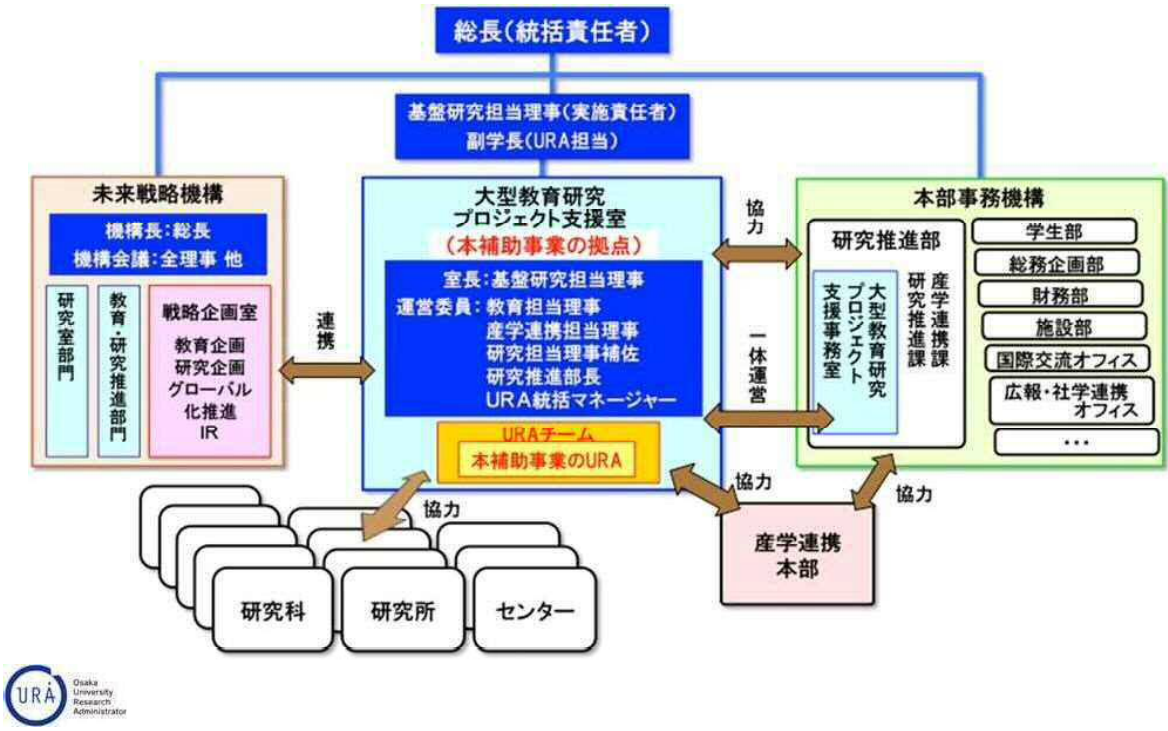 総長(統括責任者)
基盤研究担当理事(実施責任者)
副学長(URA担当)
未来戦略機構
機構長:総長
機構会議:全理事 他
研究室部門
教育・研究推進部門
戦略企画室
教育企画
研究企画
グローバル
化推進
IR
連携
大型教育研究
プロジェクト支援室
(本補助事業の拠点)
室長:基盤研究担当理事
運営委員:教育担当理事
産学連携担当理事
研究担当理事補佐
研究推進部長
URA統括マネージャー
URAチーム
本補助事業のURA
協力
一体運営
本部事務機構
研究推進部
産学連携課
研究推進課
大型教育研究
プロジェクト
支援事務室
学生部
総務企画部
財務部
施設部
国際交流オフィス
広報・社学連携
オフィス
・・・
協力
協力
協力
産学連携
本部
研究科
研究所
センター
URA
Osaka
University
Research
Administrator